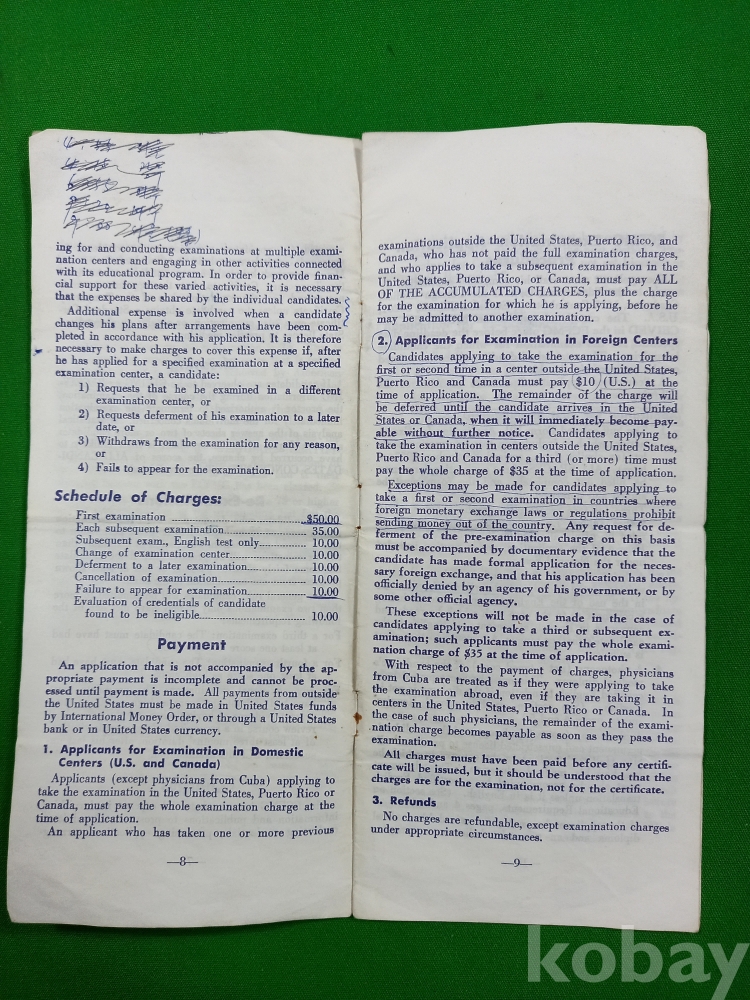 ing for and conducting examinations at multiple exami-
nation centers and engaging in other activities connected
with its educational program. In order to provide finan-
cial support for these varied activities, it is necessary
that the expenses be shared by the individual candidates.
Additional expense is involved when a candidate
changes his plans after arrangements have been com-
pleted in accordance with his application. It is therefore
necessary to make charges to cover this expense if, after
he has applied for a specified examination at a specified
examination center, a candidate:
1) Requests that he be examined in a different
examination center, or
2) Requests deferment of his examination to a later
date, or
3) Withdraws from the examination for any reason,
or
4) Fails to appear for the examination.
Schedule of Charges:
First examination $50.00
Each subsequent examination 35.00
Subsequent exam., English test only 10.00
Change of examination center 10.00
Deferment to a later examination 10.00
Cancellation of examination 10.00
Failure to appear for examination 10.00
Evaluation of credentials of candidate
found to be ineligible 10.00
Payment
An application that is not accompanied by the ap-
propriate payment is incomplete and cannot be proc-
essed until payment is made. All payments from outside
the United States must be made in United States funds
by International Money Order, or through a United States
bank or in United States currency.
1. Applicants for Examination in Domestic
Centers (U.S. and Canada)
Applicants (except physicians from Cuba) applying to
take the examination in the United States, Puerto Rico or
Canada, must pay the whole examination charge at the
time of application.
An applicant who has taken one or more previous
—8—
examinations outside the United States, Puerto Rico, and
Canada, who has not paid the full examination charges,
and who applies to take a subsequent examination in the
United States, Puerto Rico, or Canada, must pay ALL
OF THE ACCUMULATED CHARGES, plus the charge
for the examination for which he is applying, before he
may be admitted to another examination.
2. Applicants for Examination in Foreign Centers
Candidates applying to take the examination for the
first or second time in a center outside the United States,
Puerto Rico and Canada must pay $10 (U.S.) at the
time of application. The remainder of the charge will
be deferred until the candidate arrives in the United
States or Canada, when it will immediately become pay-
able without further notice. Candidates applying to
take the examination in centers outside the United States,
Puerto Rico and Canada for a third (or more) time must
pay the whole charge of $35 at the time of application.
Exceptions may be made for candidates applying to
take a first or second examination in countries where
foreign monetary exchange laws or regulations prohibit
sending money out of the country. Any request for de-
ferment of the pre-examination charge on this basis
must be accompanied by documentary evidence that the
candidate has made formal application for the neces-
sary foreign exchange, and that his application has been
officially denied by an agency of his government, or by
some other official agency.
These exceptions will not be made in the case of
candidates applying to take a third or subsequent ex-
amination; such applicants must pay the whole exami-
nation charge of $35 at the time of application.
With respect to the payment of charges, physicians
from Cuba are treated as if they were applying to take
the examination abroad, even if they are taking it in
centers in the United States, Puerto Rico or Canada. In
the case of such physicians, the remainder of the exami-
nation charge becomes payable as soon as they pass the
examination.
All charges must have been paid before any certifi-
cate will be issued, but it should be understood that the
charges are for the examination, not for the certificate.
3. Refunds
No charges are refundable, except examination charges
under appropriate circumstances.
—9—
kobay